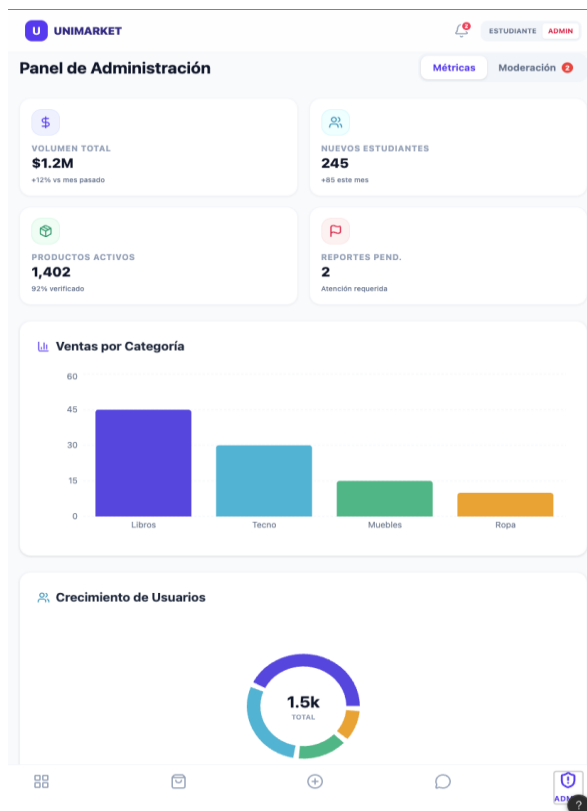 U UNIMARKET
2
ESTUDIANTE ADMIN
Panel de Administración
Métricas Moderación 2
$
VOLUMEN TOTAL
$1.2M
+12% vs mes pasado
NUEVOS ESTUDIANTES
245
+85 este mes
PRODUCTOS ACTIVOS
1,402
92% verificado
REPORTES PEND.
2
Atención requerida
Ventas por Categoría
60
45
30
15
0
Libros Tecno Muebles Ropa
Crecimiento de Usuarios
1.5k
TOTAL
?